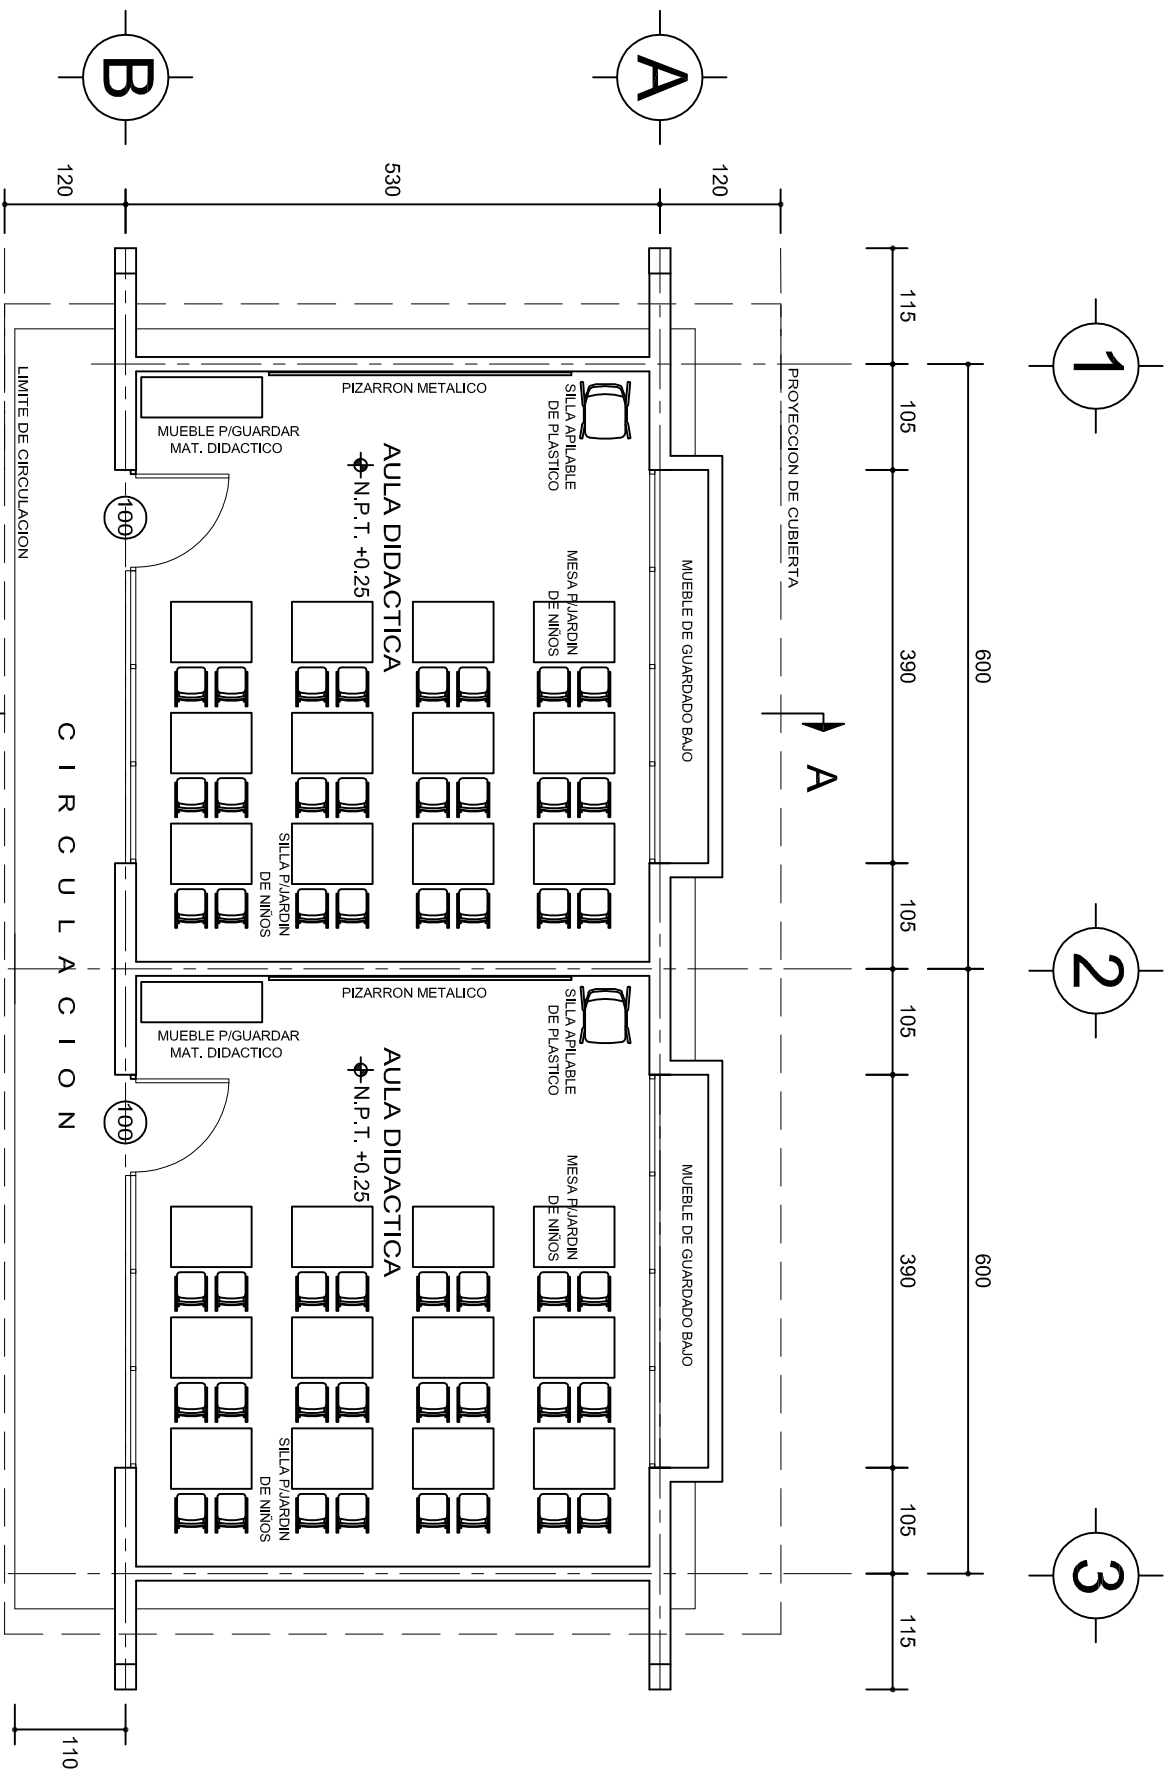 1
2
3
600
600
115
105
390
105
105
390
105
115
A
PROYECCION DE CUBIERTA
120
A
530
B
120
110
MUEBLE DE GUARDADO BAJO
MUEBLE DE GUARDADO BAJO
SILLA APILABLE
DE PLASTICO
MESA P/JARDIN
DE NIÑOS
PIZARRON METALICO
AULA DIDACTICA
N.P.T. +0.25
MUEBLE P/GUARDAR
MAT. DIDACTICO
SILLA P/JARDIN
DE NIÑOS
100
SILLA APILABLE
DE PLASTICO
MESA P/JARDIN
DE NIÑOS
PIZARRON METALICO
AULA DIDACTICA
N.P.T. +0.25
MUEBLE P/GUARDAR
MAT. DIDACTICO
SILLA P/JARDIN
DE NIÑOS
100
CIRCULACION
LIMITE DE CIRCULACION